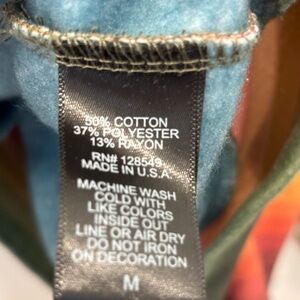 50% COTTON
37% POLYESTER
13% RAYON
RN# 128549
MADE IN U.S.A.
MACHINE WASH
COLD WITH
LIKE COLORS
INSIDE OUT
LINE OR AIR DRY
DO NOT IRON
ON DECORATION
M